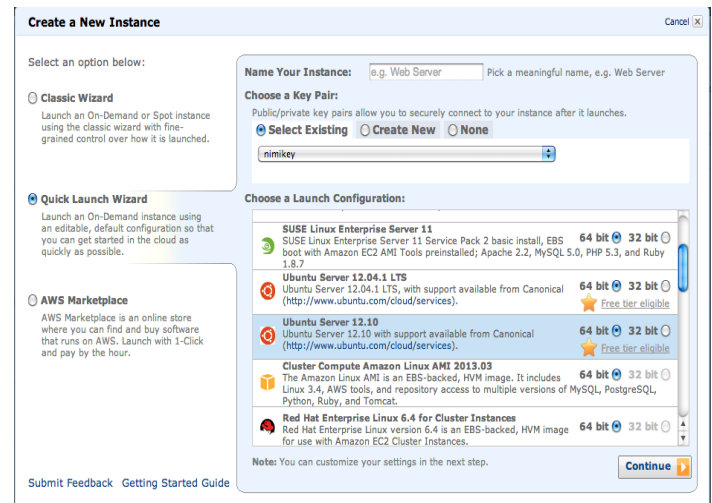 Create a New Instance
Cancel
Select an option below:
Classic Wizard
Launch an On-Demand or Spot instance
using the classic wizard with fine-
grained control over how it is launched.
Quick Launch Wizard
Launch an On-Demand instance using
an editable, default configuration so that
you can get started in the cloud as
quickly as possible.
AWS Marketplace
AWS Marketplace is an online store
where you can find and buy software
that runs on AWS. Launch with 1-Click
and pay by the hour.
Submit Feedback Getting Started Guide
Name Your Instance: e.g. Web Server Pick a meaningful name, e.g. Web Server
Choose a Key Pair:
Public/private key pairs allow you to securely connect to your instance after it launches.
Select Existing Create New None
nimikey
Choose a Launch Configuration:
SUSE Linux Enterprise Server 11
SUSE Linux Enterprise Server 11 Service Pack 2 basic install, EBS 64 bit 32 bit
boot with Amazon EC2 AMI Tools preinstalled; Apache 2.2, MySQL 5.0, PHP 5.3, and Ruby
1.8.7
Ubuntu Server 12.04.1 LTS
Ubuntu Server 12.04.1 LTS, with support available from Canonical 64 bit 32 bit
(http://www.ubuntu.com/cloud/services). Free tier eligible
Ubuntu Server 12.10
Ubuntu Server 12.10 with support available from Canonical 64 bit 32 bit
(http://www.ubuntu.com/cloud/services). Free tier eligible
Cluster Compute Amazon Linux AMI 2013.03
The Amazon Linux AMI is an EBS-backed, HVM image. It includes 64 bit 32 bit
Linux 3.4, AWS tools, and repository access to multiple versions of MySQL, PostgreSQL,
Python, Ruby, and Tomcat.
Red Hat Enterprise Linux 6.4 for Cluster Instances
Red Hat Enterprise Linux version 6.4 is an EBS-backed, HVM image 64 bit 32 bit
for use with Amazon EC2 Cluster Instances.
Note: You can customize your settings in the next step.
Continue